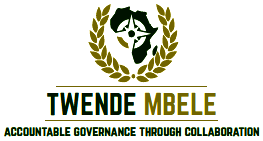 TWENDE MBELE
ACCOUNTABLE GOVERNANCE THROUGH COLLABORATION